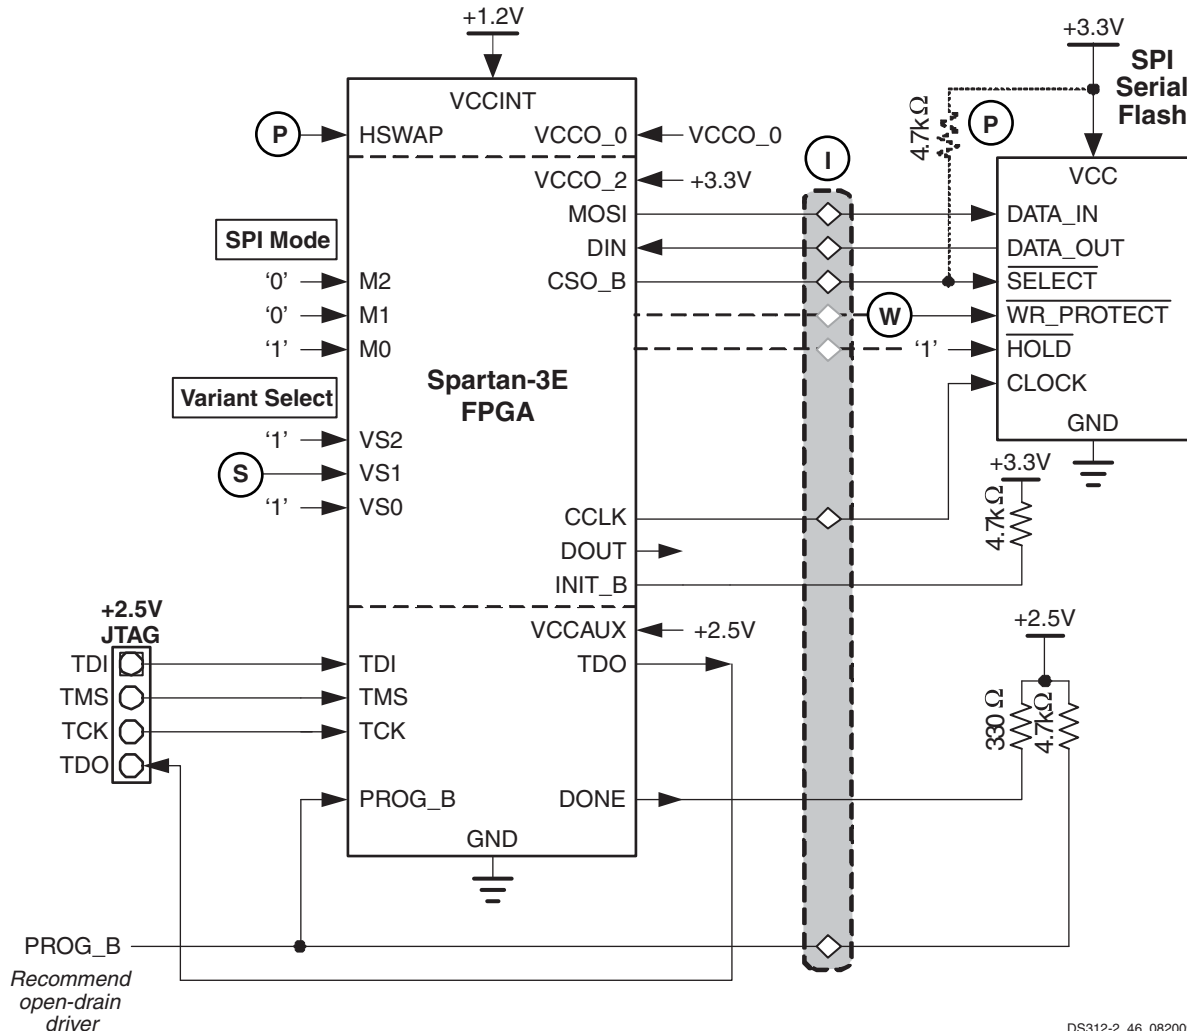 +1.2V
+3.3V
SPI
Serial
Flash
VCCINT
P
HSWAP
VCCO_0
VCCO_0
4.7kΩ
P
I
VCC
VCCO_2
+3.3V
MOSI
DATA_IN
SPI Mode
DIN
DATA_OUT
'0'
M2
CSO_B
SELECT
'0'
M1
W
WR_PROTECT
'1'
M0
'1'
HOLD
Spartan-3E
FPGA
CLOCK
Variant Select
GND
'1'
VS2
S
VS1
+3.3V
'1'
VS0
CCLK
4.7kΩ
DOUT
INIT_B
+2.5V
JTAG
VCCAUX
+2.5V
+2.5V
TDI
TDI
TDO
TMS
TMS
TCK
TCK
330 Ω
4.7kΩ
TDO
PROG_B
DONE
GND
PROG_B
Recommend
open-drain
driver
DS312-2_46_08200